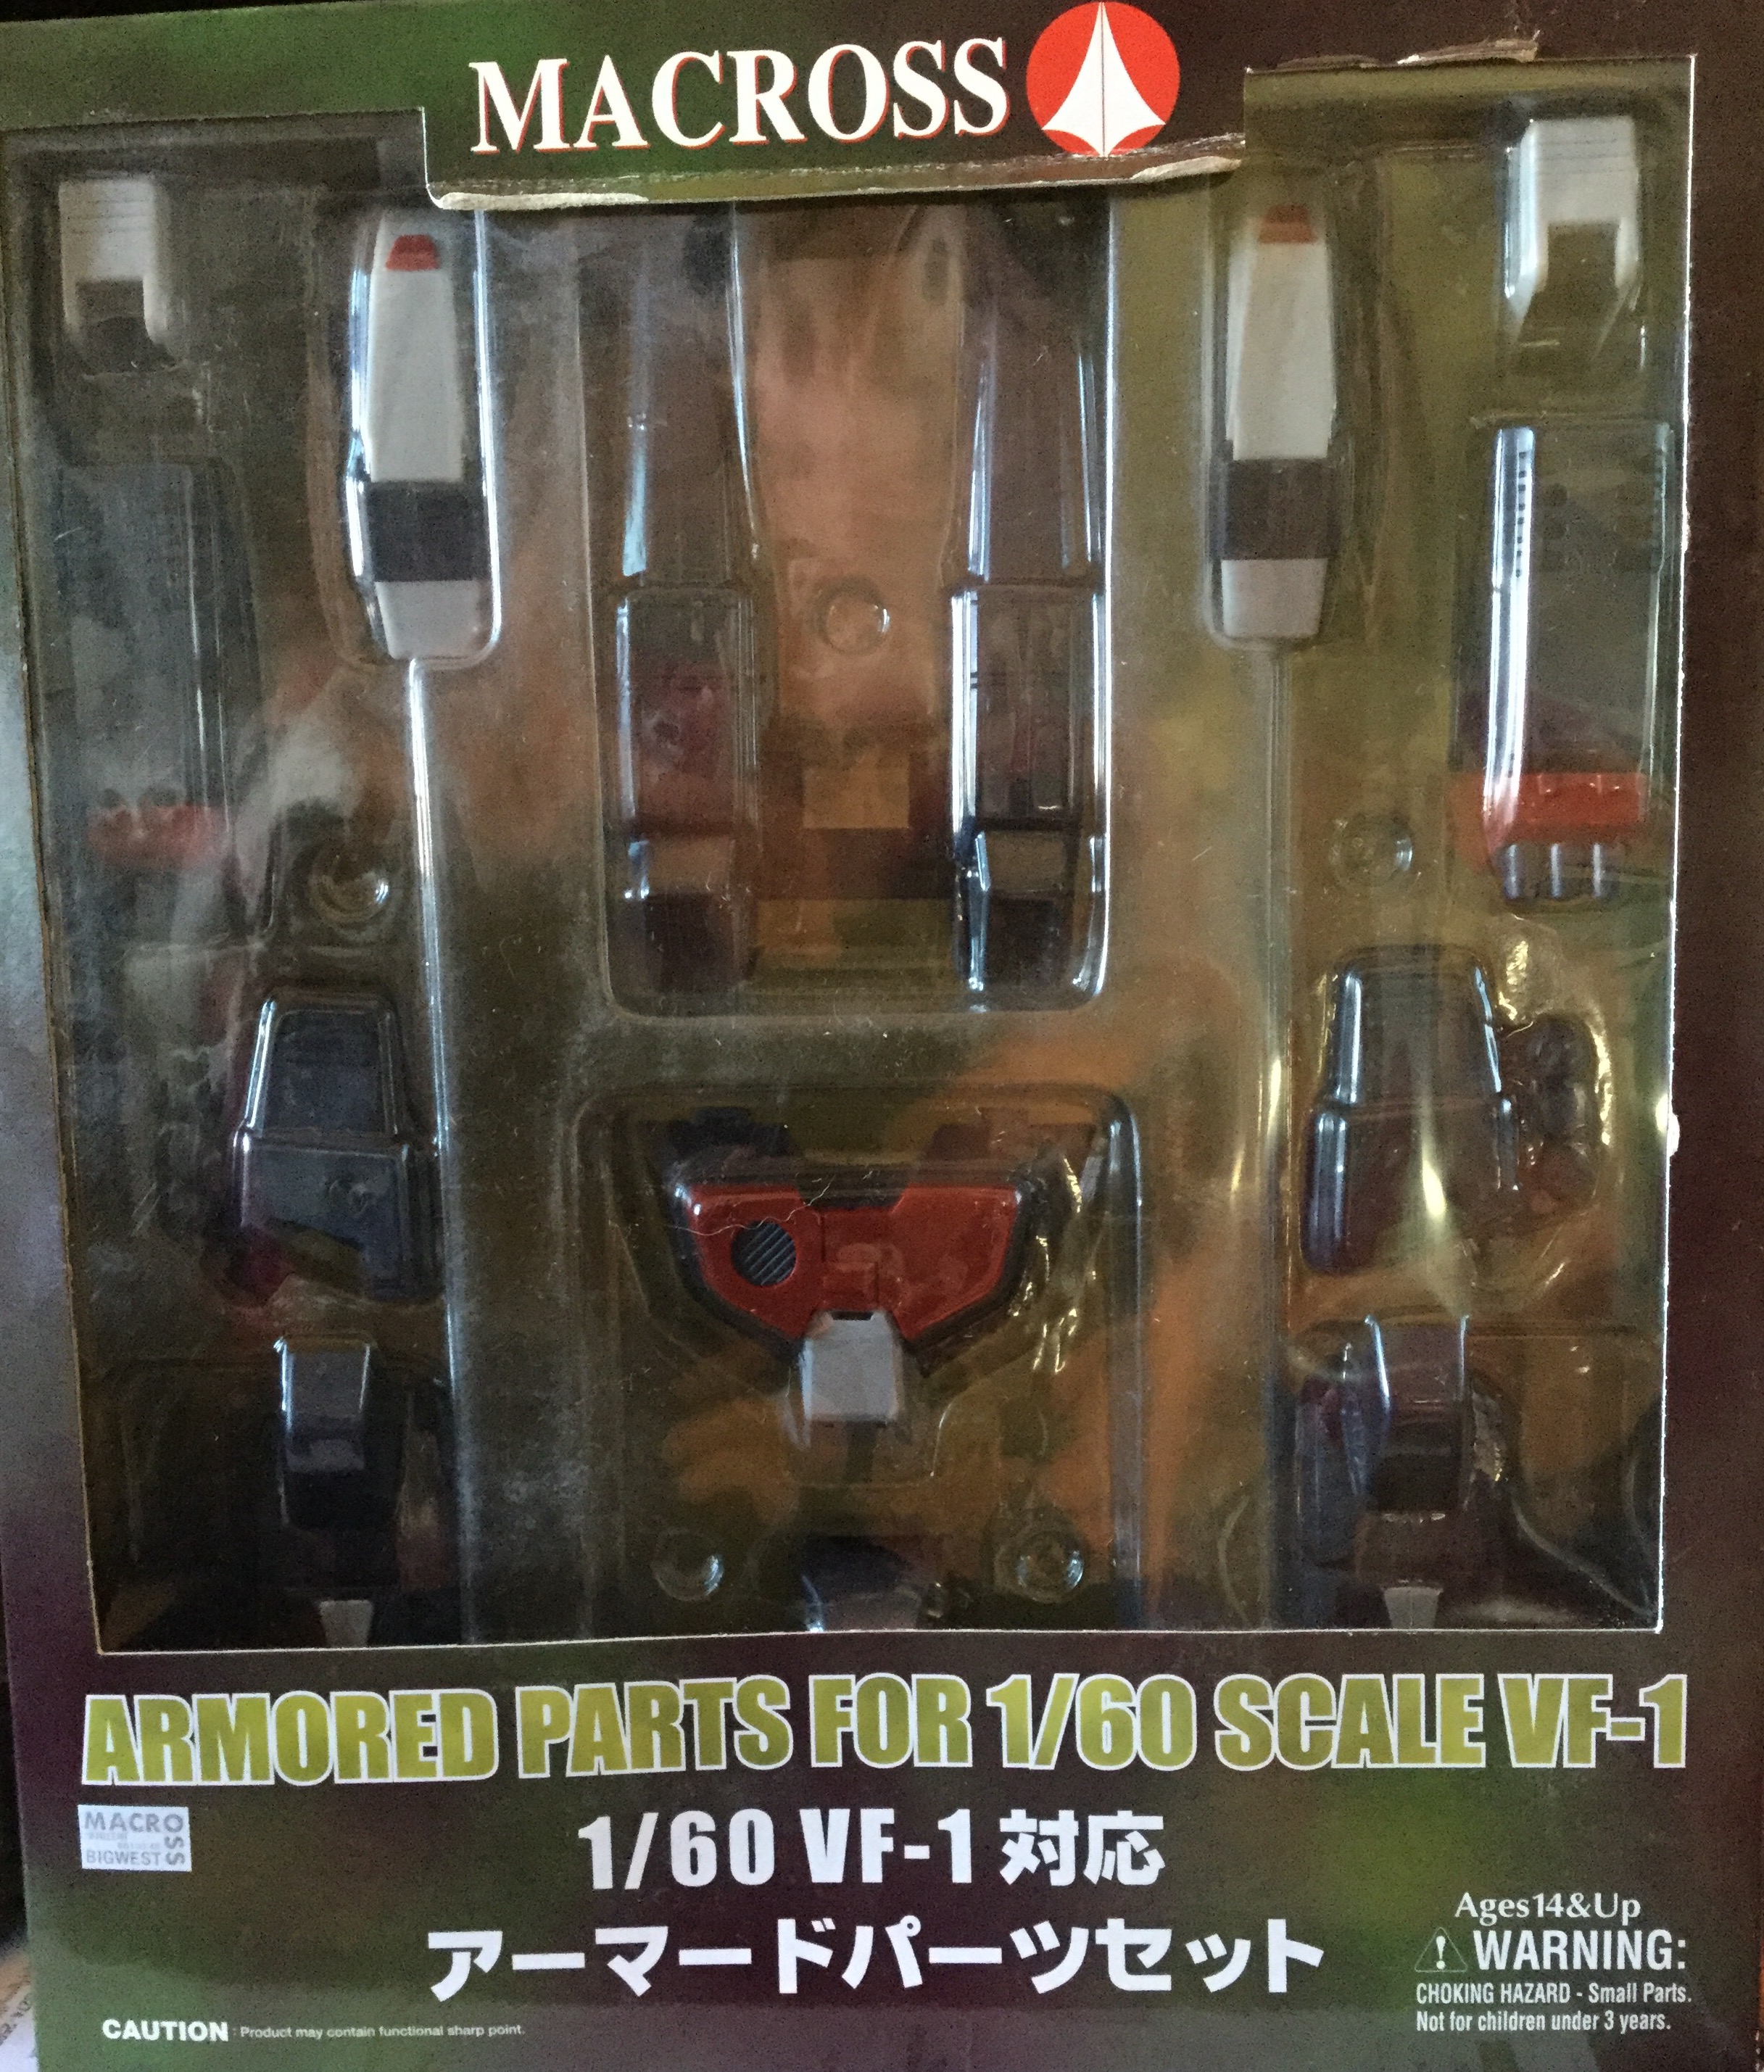 MACROSS
ARMORED PARTS FOR 1/60 SCALE VF-1
MACROSS
BIGWEST
1/60 VF-1 対応
アーマードパーツセット
Ages14&Up
WARNING:
CHOKING HAZARD - Small Parts.
Not for children under 3 years.
CAUTION : Product may contain functional sharp point.